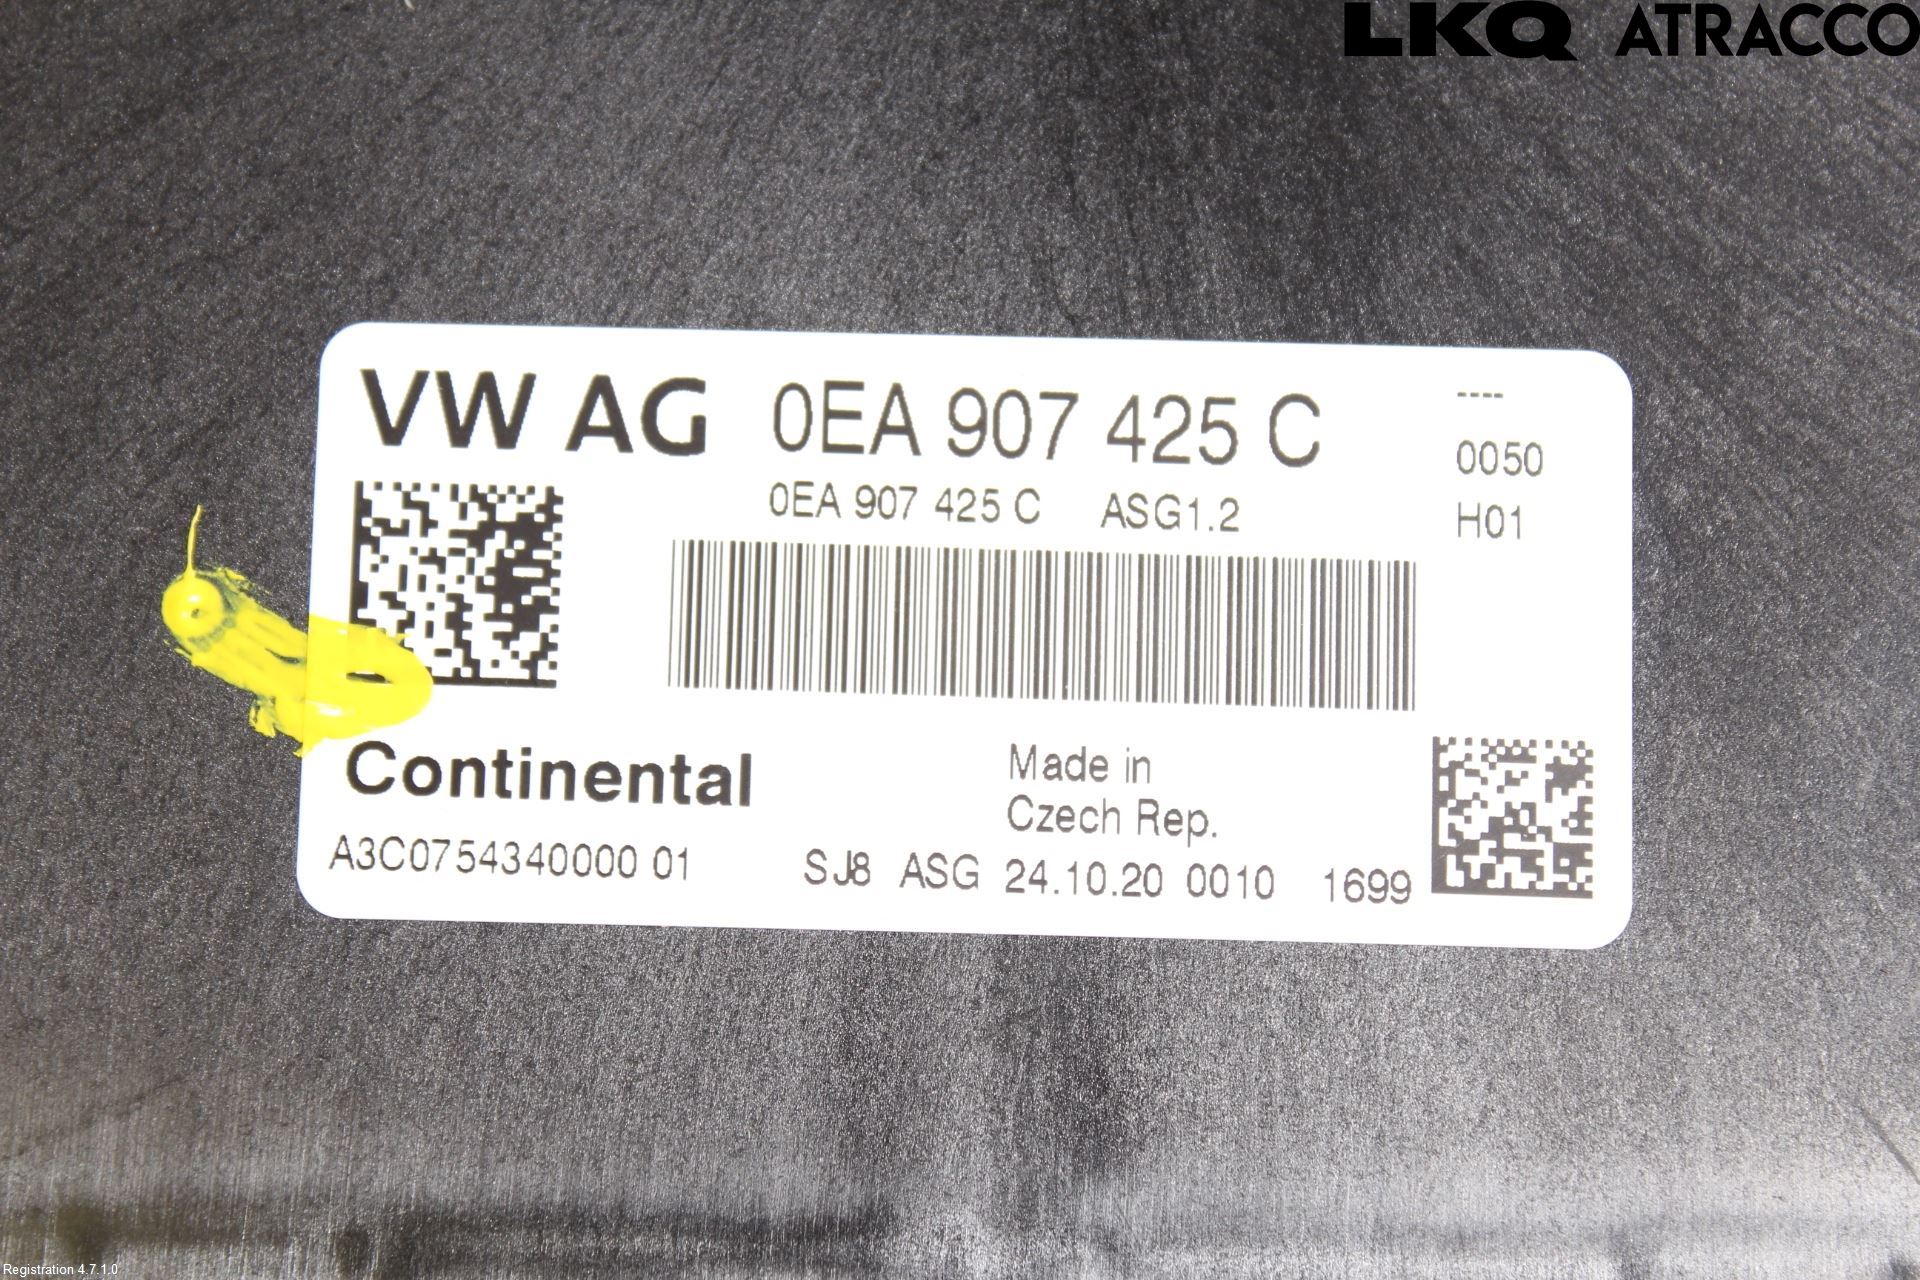 LKQ ATRACCO
VW AG 0EA 907 425 C ----
0EA 907 425 C ASG1.2 0050
H01
Continental Made in
Czech Rep.
A3C0754340000 01 SJ8 ASG 24.10.20 0010 1699
Registration 4.7.1.0